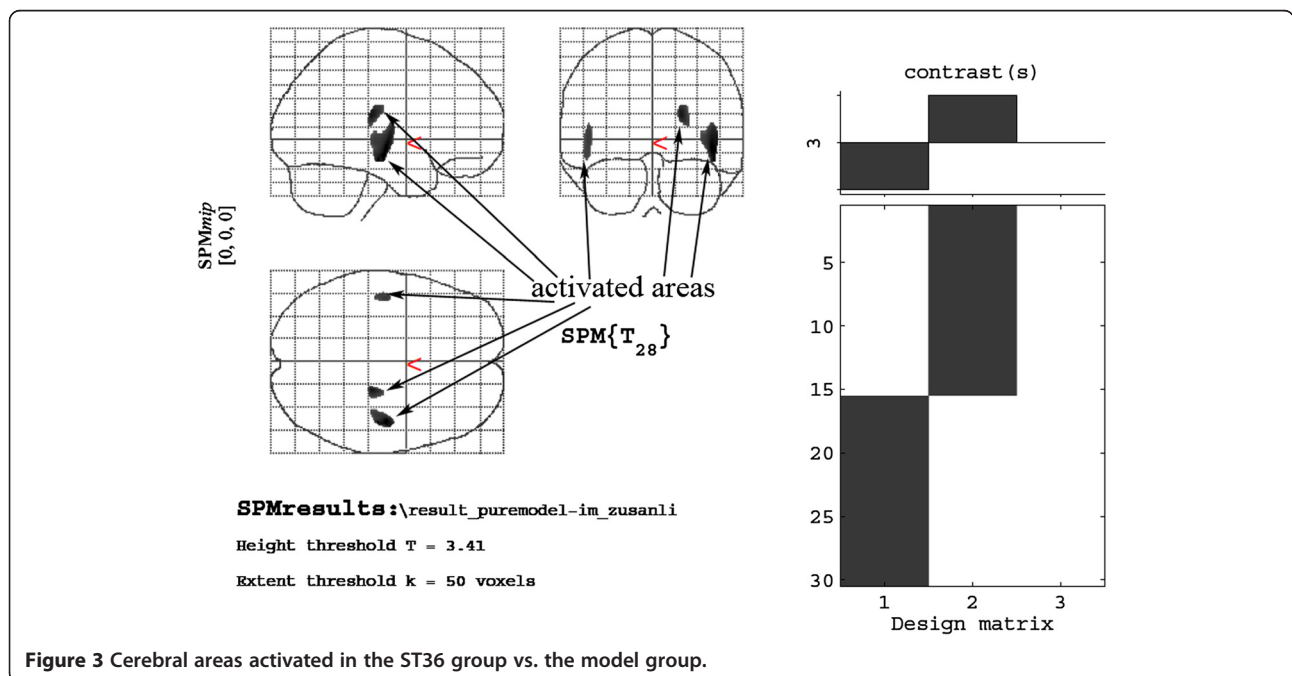 SPMmip
[0, 0, 0]
<
<
<
activated areas
SPM{T28}
SPMresults:\result_puremodel-im_zusanli
Height threshold T = 3.41
Extent threshold k = 50 voxels
contrast(s)
3
5
10
15
20
25
30
1 2 3
Design matrix
Figure 3 Cerebral areas activated in the ST36 group vs. the model group.